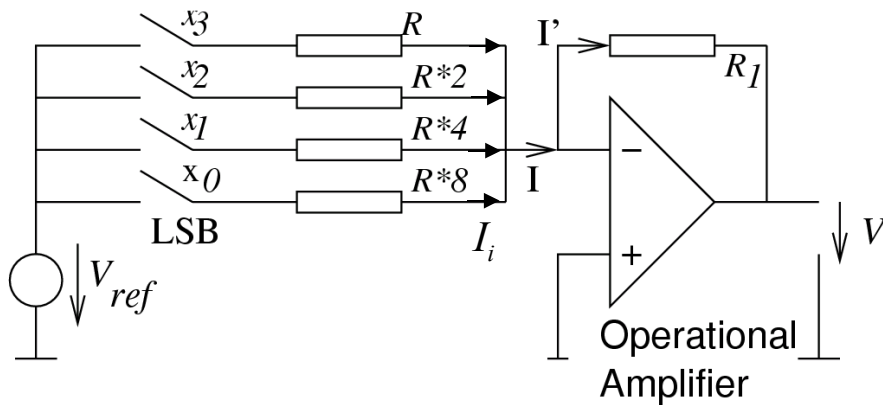 x3 R I' R1
x2 R*2
x1 R*4 − I
x0 R*8
LSB Ii + V
Vref
Operational
Amplifier